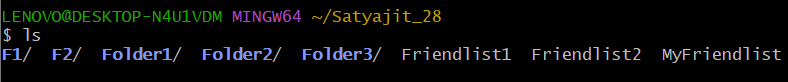 LENOVO@DESKTOP-N4U1VDM MINGW64 ~/Satyajit_28
$ ls
F1/  F2/  Folder1/  Folder2/  Folder3/  Friendlist1  Friendlist2  MyFriendlist